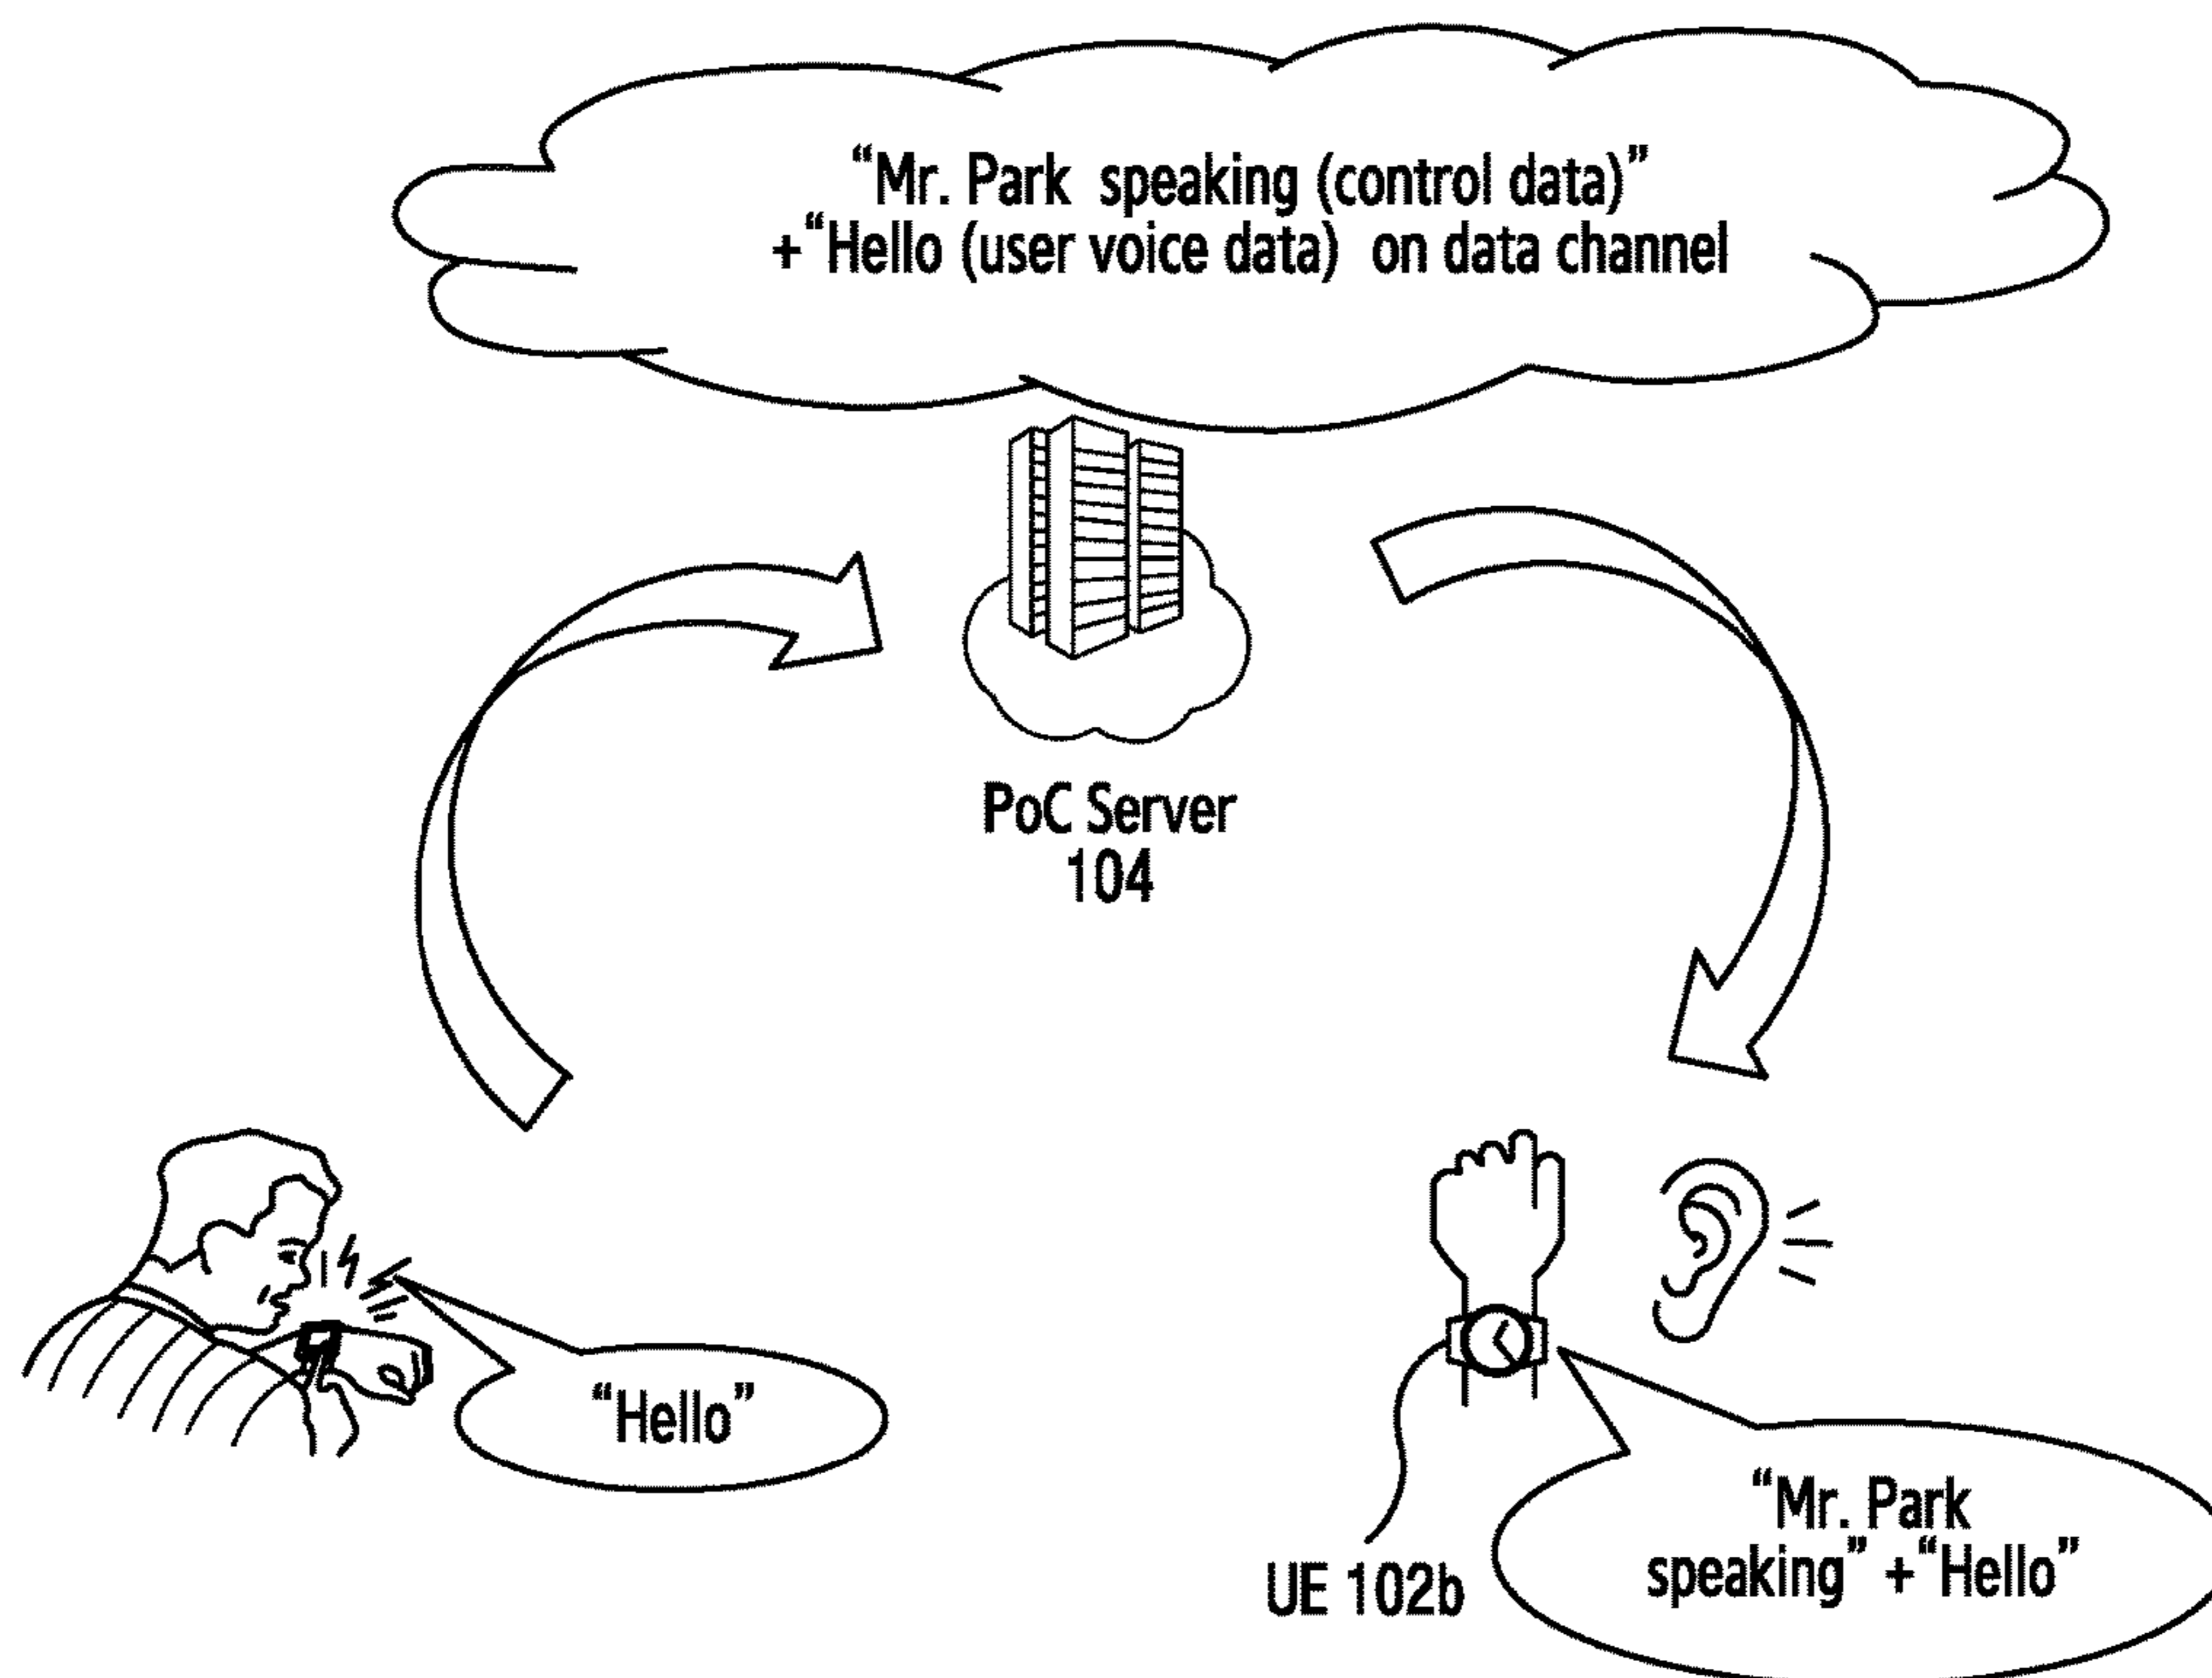 “Mr. Park speaking (control data)”
+“Hello (user voice data) on data channel
PoC Server
104
“Hello”
“Mr. Park
speaking” +“Hello”
UE 102b